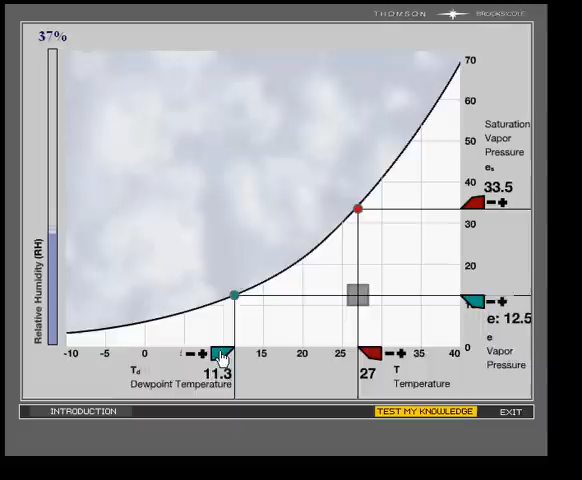 THOMSON BROOKS/COLE
37%
70
60
Saturation
50
Vapor
Pressure
es
40
33.5
30
20
e: 12.5
e
Vapor
Pressure
0
Relative Humidity (RH)
-10 -5 0 15 20 25 35 40
Td 11.3 27 T
Dewpoint Temperature Temperature
INTRODUCTION TEST MY KNOWLEDGE EXIT